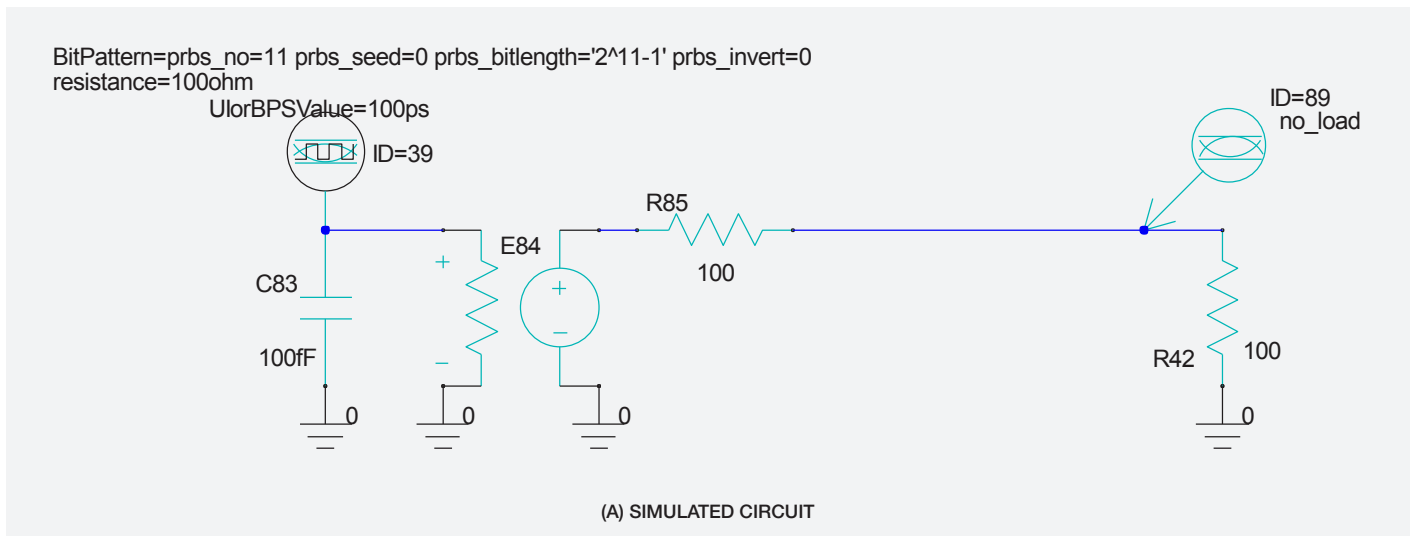 BitPattern=prbs_no=11 prbs_seed=0 prbs_bitlength='2^11-1' prbs_invert=0
resistance=100ohm
UIorBPSValue=100ps
ID=39
ID=89
no_load
R85
100
E84
+
−
+
−
C83
100fF
R42
100
0
0
0
0
(A) SIMULATED CIRCUIT